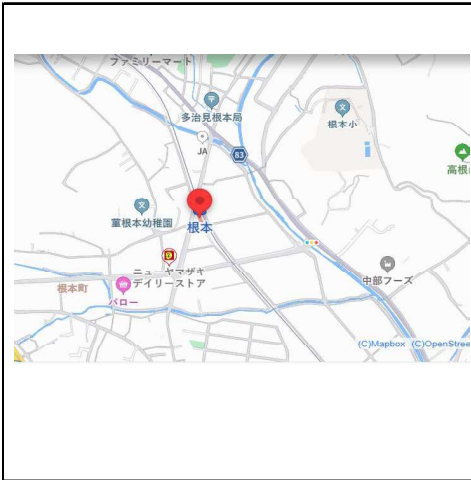 ファミリーマート
多治見根本局
JA
83
根本小
高根
菫根本幼稚園
根本
ニューヤマザキ
デイリーストア
根本町
バロー
中部フーズ
(C)Mapbox (C)OpenStree